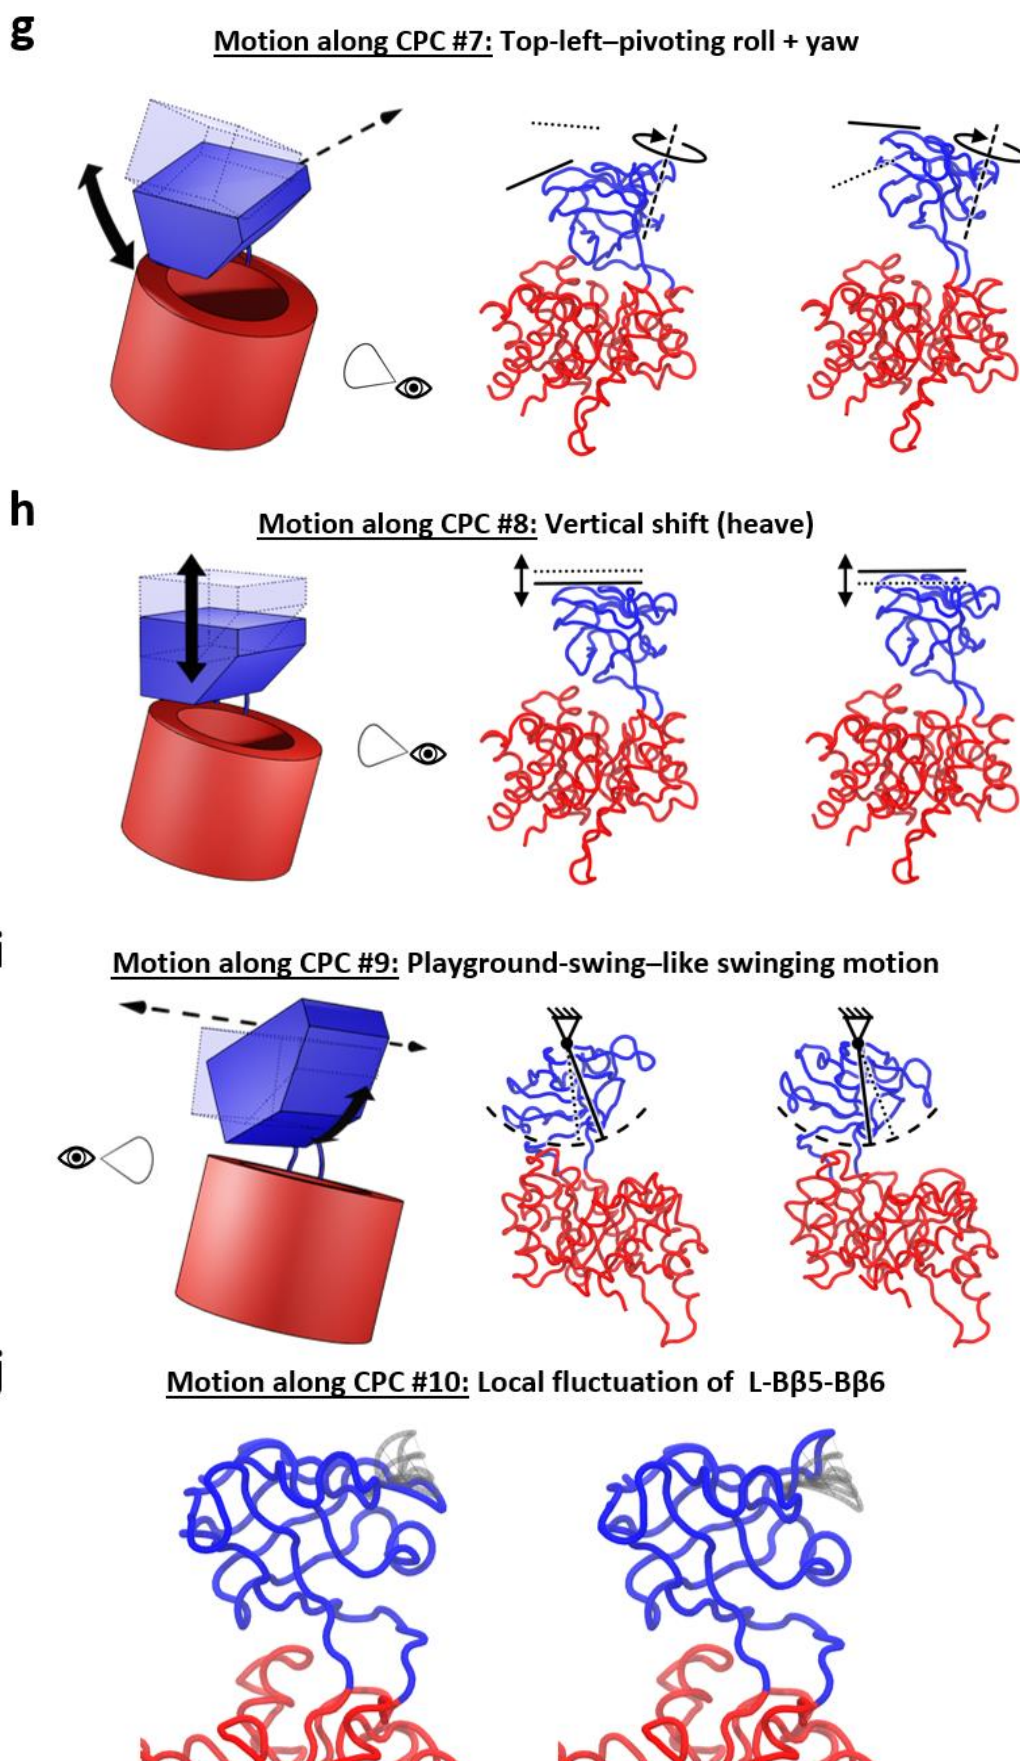 g
Motion along CPC #7: Top-left–pivoting roll + yaw
h
Motion along CPC #8: Vertical shift (heave)
i
Motion along CPC #9: Playground-swing–like swinging motion
j
Motion along CPC #10: Local fluctuation of L-Bβ5-Bβ6